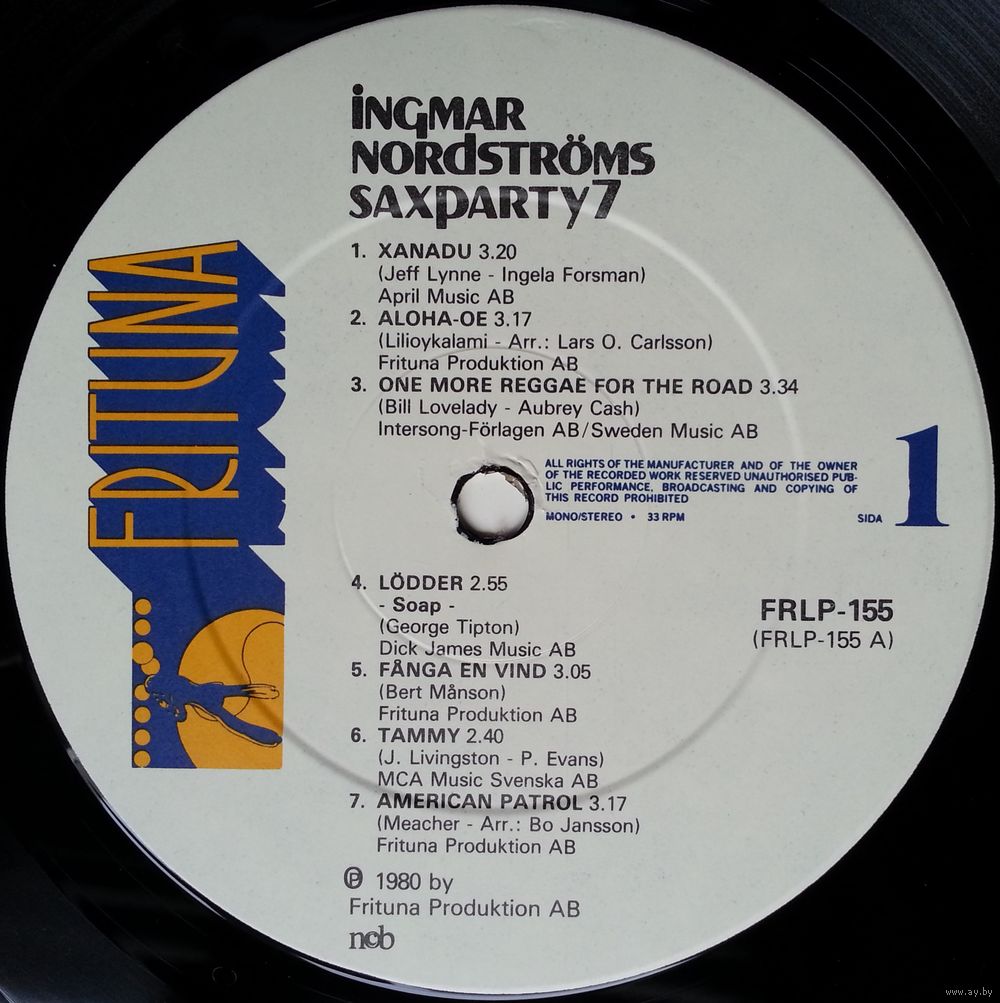 iNGMAR
NORdSTRÖMS
SAXPARTY7
1. XANADU 3.20
(Jeff Lynne - Ingela Forsman)
April Music AB
2. ALOHA-OE 3.17
(Lilioykalami - Arr.: Lars O. Carlsson)
Frituna Produktion AB
3. ONE MORE REGGAE FOR THE ROAD 3.34
(Bill Lovelady - Aubrey Cash)
Intersong-Förlagen AB/Sweden Music AB
FRITUNA
ALL RIGHTS OF THE MANUFACTURER AND OF THE OWNER
OF THE RECORDED WORK RESERVED UNAUTHORISED PUB-
LIC PERFORMANCE, BROADCASTING AND COPYING OF
THIS RECORD PROHIBITED
MONO/STEREO • 33 RPM
SIDA 1
4. LÖDDER 2.55
- Soap -
(George Tipton)
Dick James Music AB
5. FÅNGA EN VIND 3.05
(Bert Månson)
Frituna Produktion AB
6. TAMMY 2.40
(J. Livingston - P. Evans)
MCA Music Svenska AB
7. AMERICAN PATROL 3.17
(Meacher - Arr.: Bo Jansson)
Frituna Produktion AB
FRLP-155
(FRLP-155 A)
℗ 1980 by
Frituna Produktion AB
ncb
www.ay.by